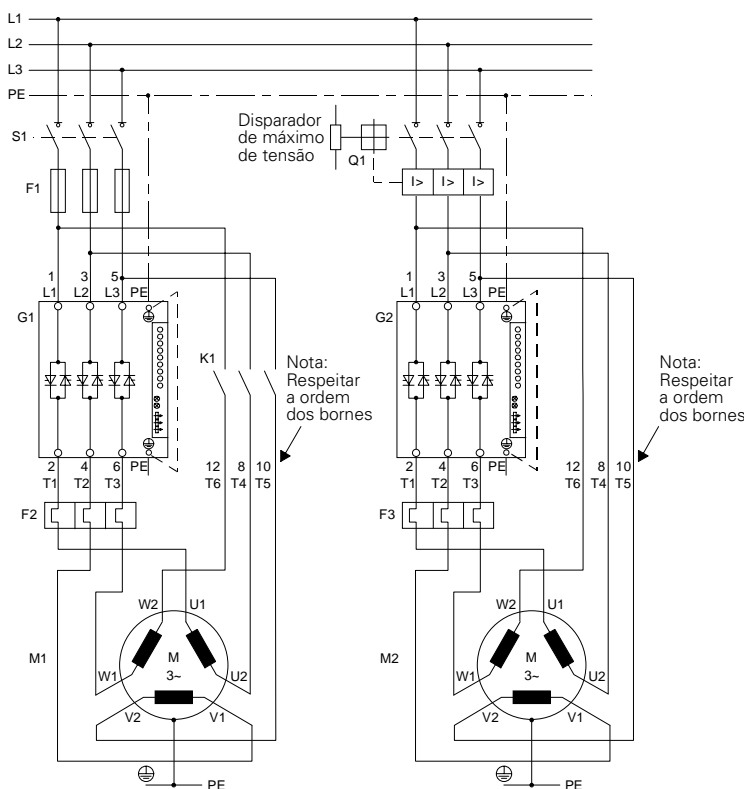 L1
L2
L3
PE
S1
Disparador
de máximo
de tensão
Q1
F1
I> I> I>
1 3 5
L1 L2 L3 PE
G1
K1
Nota:
Respeitar
a ordem
dos bornes
2 4 6 PE 12 8 10
T1 T2 T3 T6 T4 T5
F2
W2 U1
M1
M
3~
W1 U2
V2 V1
PE
1 3 5
L1 L2 L3 PE
G2
Nota:
Respeitar
a ordem
dos bornes
2 4 6 PE 12 8 10
T1 T2 T3 T6 T4 T5
F3
W2 U1
M2
M
3~
W1 U2
V2 V1
PE